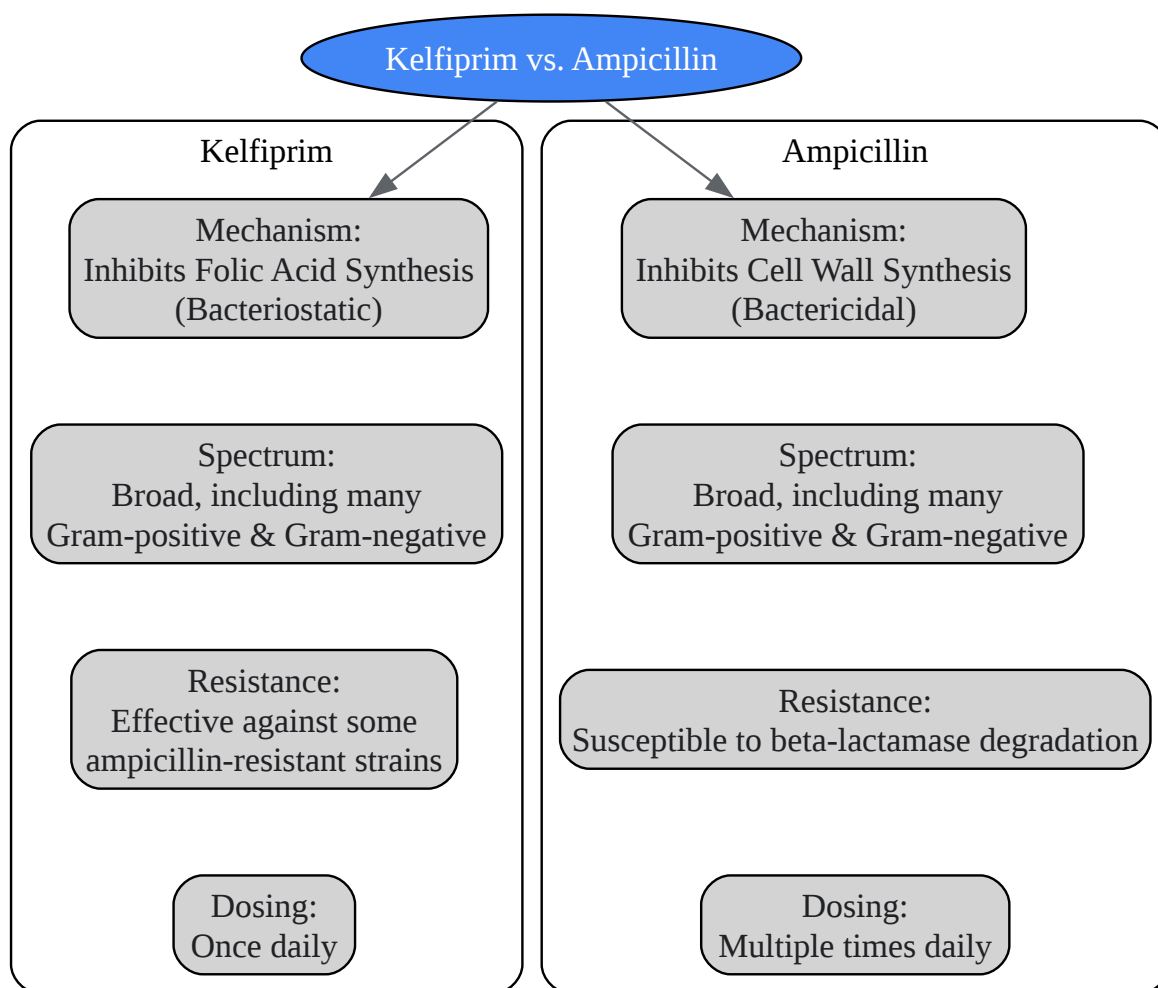 Kelfiprim vs. Ampicillin
Kelfiprim
Mechanism:
Inhibits Folic Acid Synthesis
(Bacteriostatic)
Spectrum:
Broad, including many
Gram-positive & Gram-negative
Resistance:
Effective against some
ampicillin-resistant strains
Dosing:
Once daily
Ampicillin
Mechanism:
Inhibits Cell Wall Synthesis
(Bactericidal)
Spectrum:
Broad, including many
Gram-positive & Gram-negative
Resistance:
Susceptible to beta-lactamase degradation
Dosing:
Multiple times daily